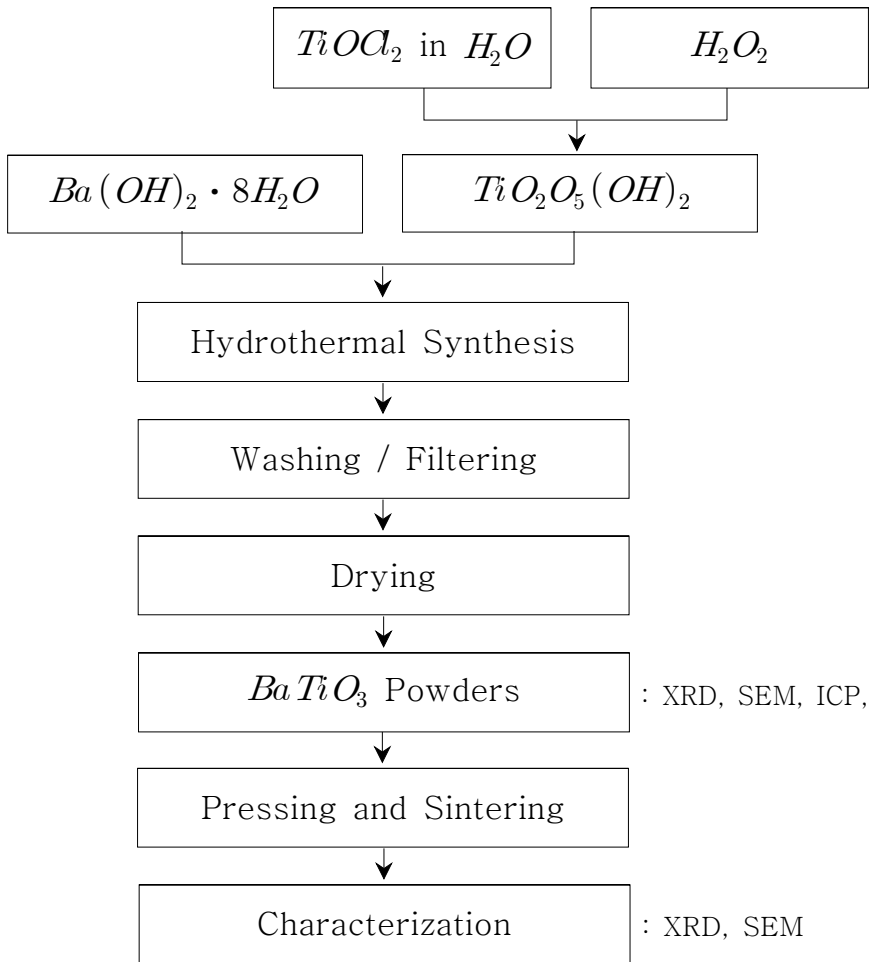 TiOCl₂ in H₂O
H₂O₂
Ba(OH)₂・8H₂O
TiO₂O₅(OH)₂
Hydrothermal Synthesis
Washing / Filtering
Drying
BaTiO₃ Powders
: XRD, SEM, ICP,
Pressing and Sintering
Characterization
: XRD, SEM